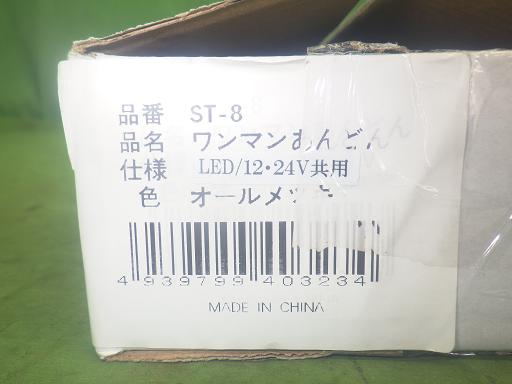 品番 ST-8
品名 ワンマンあんどん
仕様 LED/12・24V共用
色 オールメッキ
4 939799 403234
MADE IN CHINA